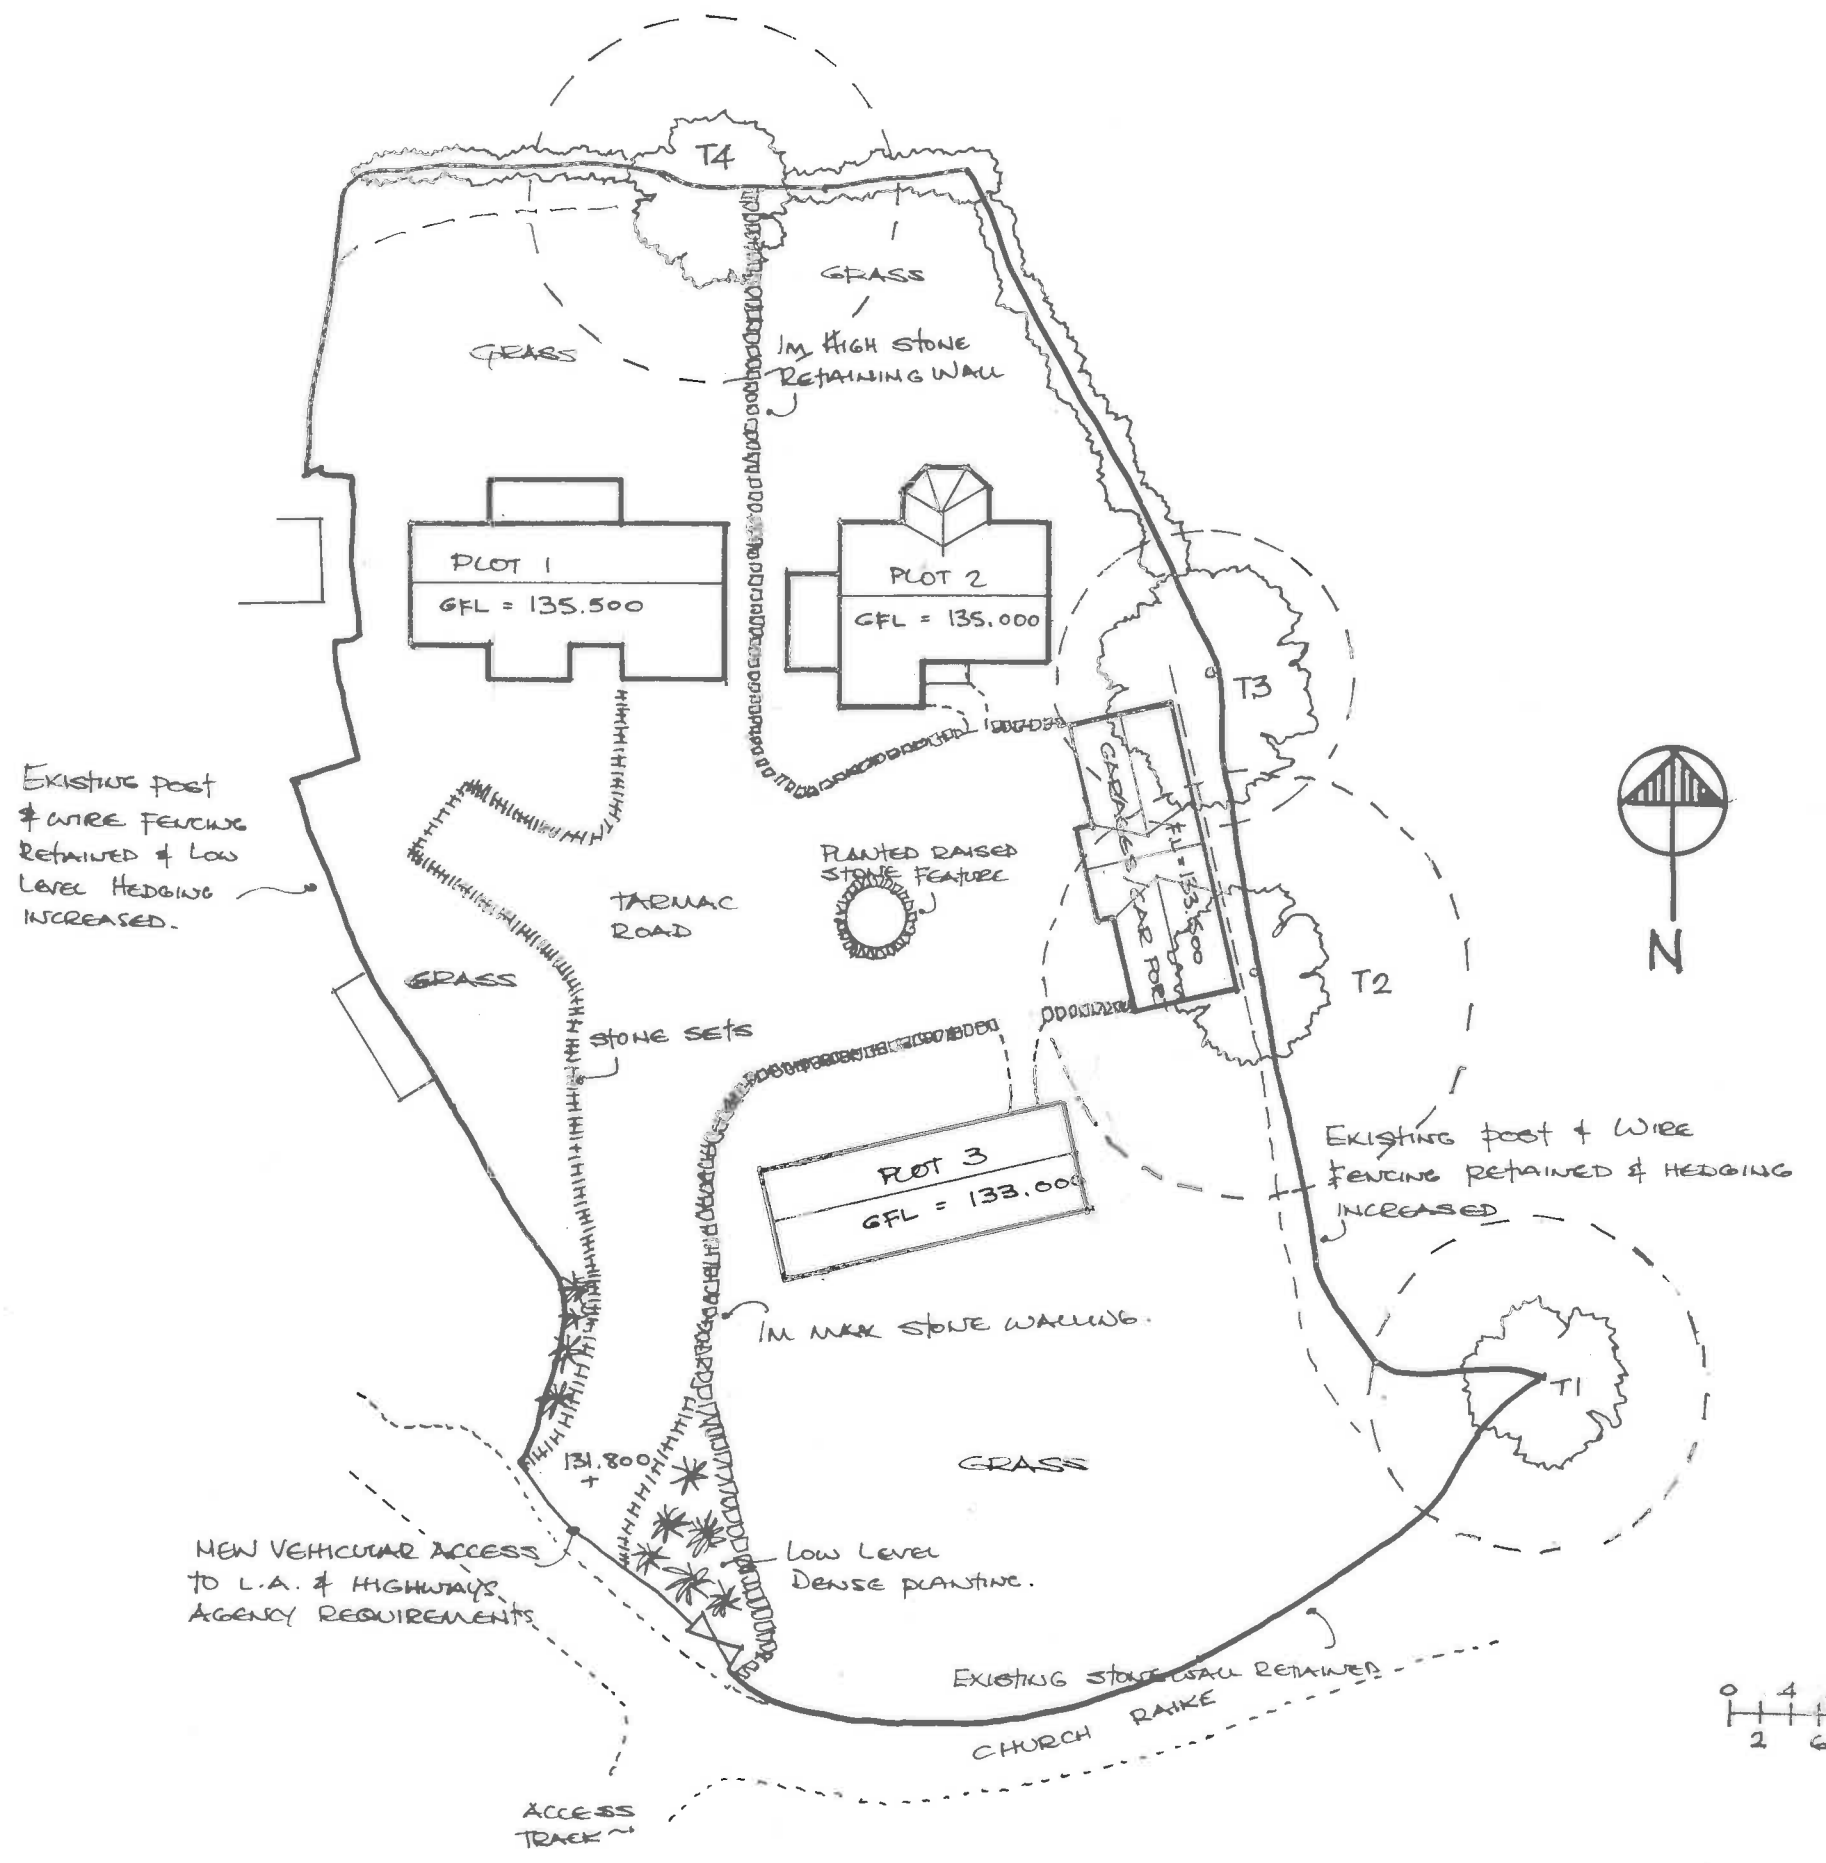 T4
GRASS
GRASS
1M HIGH STONE
RETAINING WALL
PLOT 1
GFL = 135.500
PLOT 2
GFL = 135.000
T3
GARAGES
CAR PORT
FFL = 133.500
EXISTING POST
& WIRE FENCING
RETAINED & LOW
LEVEL HEDGING
INCREASED.
PLANTED RAISED
STONE FEATURE
TARMAC
ROAD
GRASS
T2
N
STONE SETS
PLOT 3
GFL = 133.000
EXISTING POST & WIRE
FENCING RETAINED & HEDGING
INCREASED
1M MAX STONE WALLING.
T1
131.800
+
GRASS
NEW VEHICULAR ACCESS
TO L.A. & HIGHWAYS
AGENCY REQUIREMENTS
LOW LEVEL
DENSE PLANTING.
EXISTING STONE WALL RETAINED
CHURCH RAIKE
0 4
2 6
ACCESS
TRACK